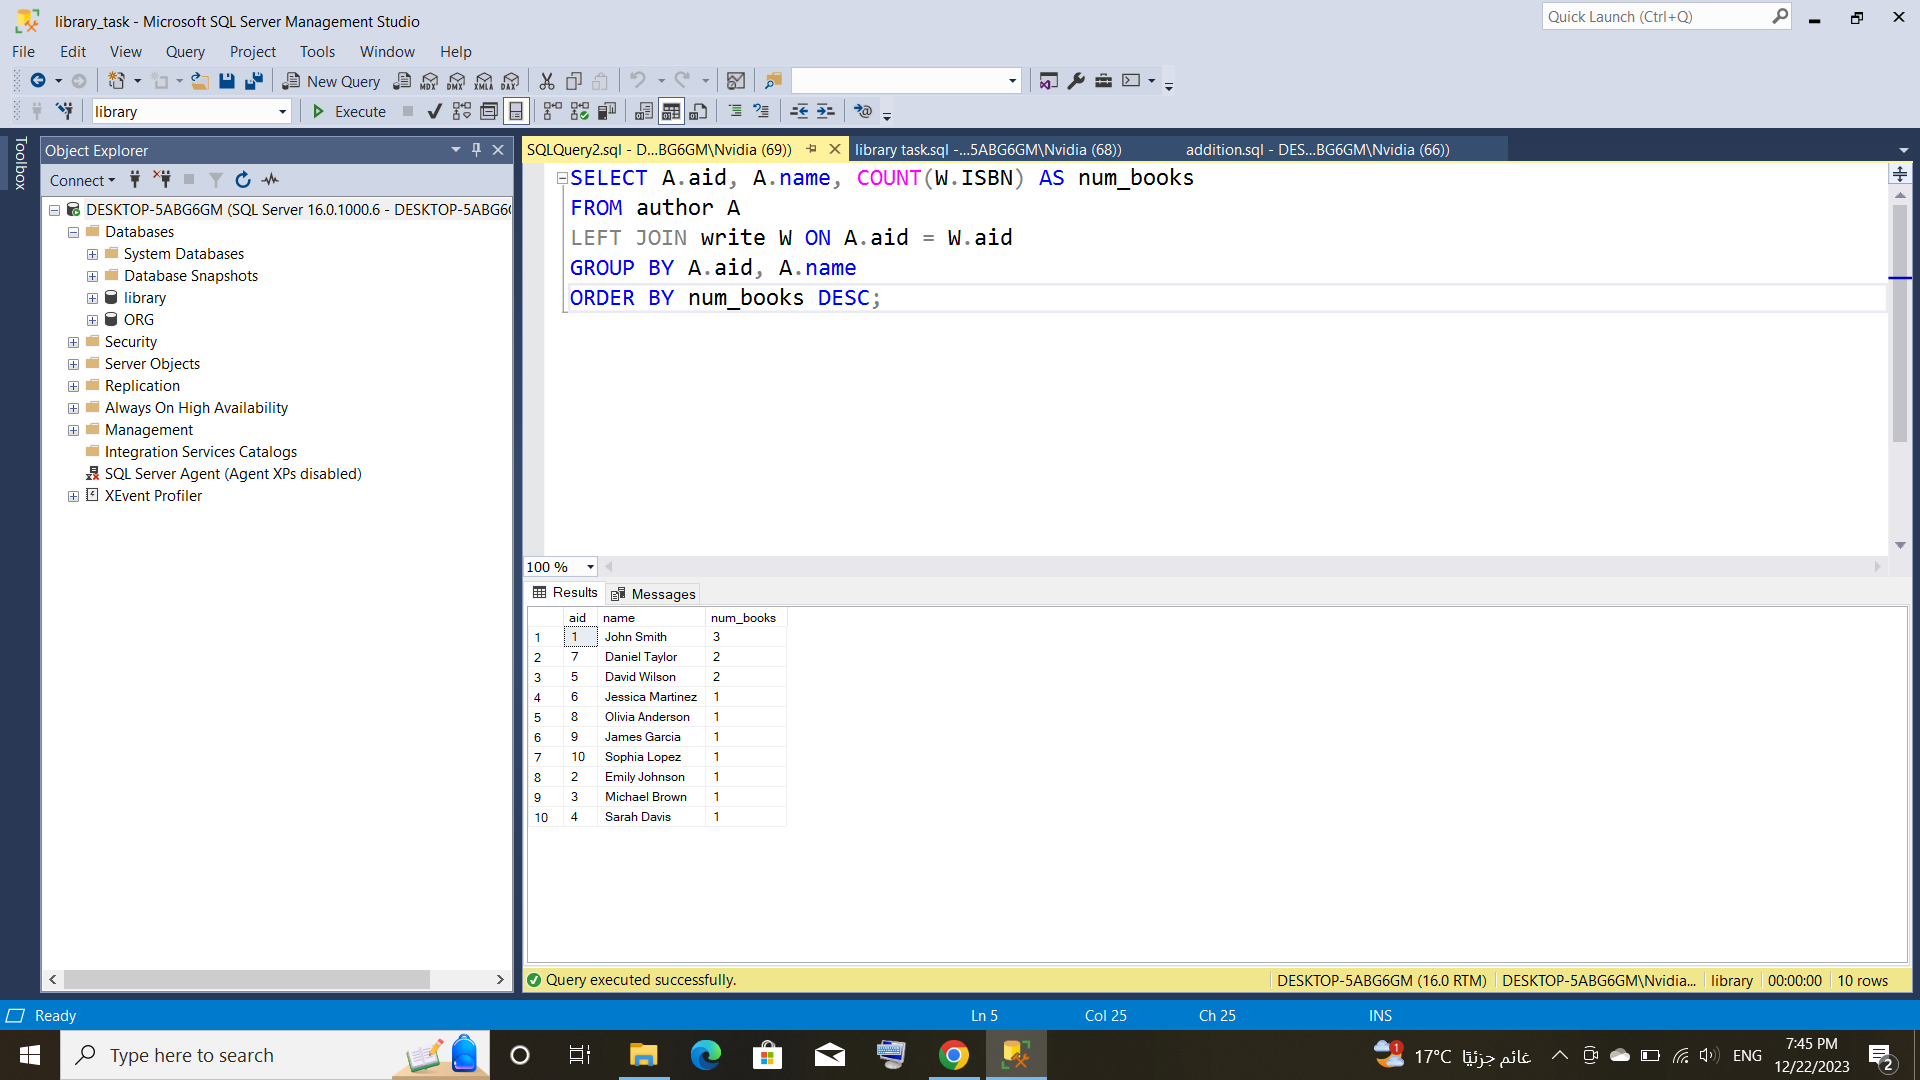 library_task - Microsoft SQL Server Management Studio
Quick Launch (Ctrl+Q)
File Edit View Query Project Tools Window Help
New Query MDX DMX XMLA DAX
library Execute
Toolbox
Object Explorer
Connect
DESKTOP-5ABG6GM (SQL Server 16.0.1000.6 - DESKTOP-5ABG6
Databases
System Databases
Database Snapshots
library
ORG
Security
Server Objects
Replication
Always On High Availability
Management
Integration Services Catalogs
SQL Server Agent (Agent XPs disabled)
XEvent Profiler
SQLQuery2.sql - D...BG6GM\Nvidia (69)) library task.sql -...5ABG6GM\Nvidia (68)) addition.sql - DES...BG6GM\Nvidia (66))
SELECT A.aid, A.name, COUNT(W.ISBN) AS num_books
FROM author A
LEFT JOIN write W ON A.aid = W.aid
GROUP BY A.aid, A.name
ORDER BY num_books DESC;
100 %
Results Messages
aid name num_books
1 1 John Smith 3
2 7 Daniel Taylor 2
3 5 David Wilson 2
4 6 Jessica Martinez 1
5 8 Olivia Anderson 1
6 9 James Garcia 1
7 10 Sophia Lopez 1
8 2 Emily Johnson 1
9 3 Michael Brown 1
10 4 Sarah Davis 1
Query executed successfully. DESKTOP-5ABG6GM (16.0 RTM) DESKTOP-5ABG6GM\Nvidia... library 00:00:00 10 rows
Ready Ln 5 Col 25 Ch 25 INS
Type here to search
1 17°C غائم جزئيًا ENG
7:45 PM
12/22/2023
2